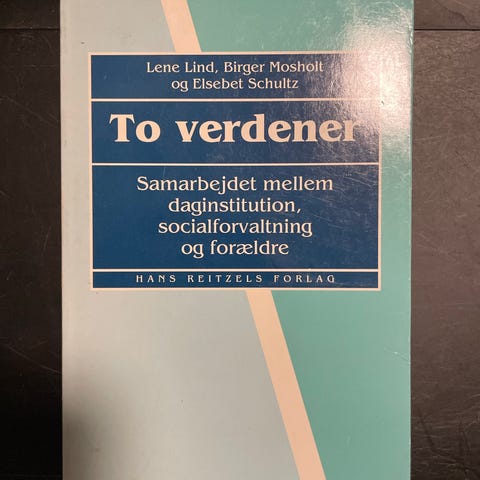 Lene Lind, Birger Mosholt
og Elsebet Schultz
To verdener
Samarbejdet mellem
daginstitution,
socialforvaltning
og forældre
HANS REITZELS FORLAG